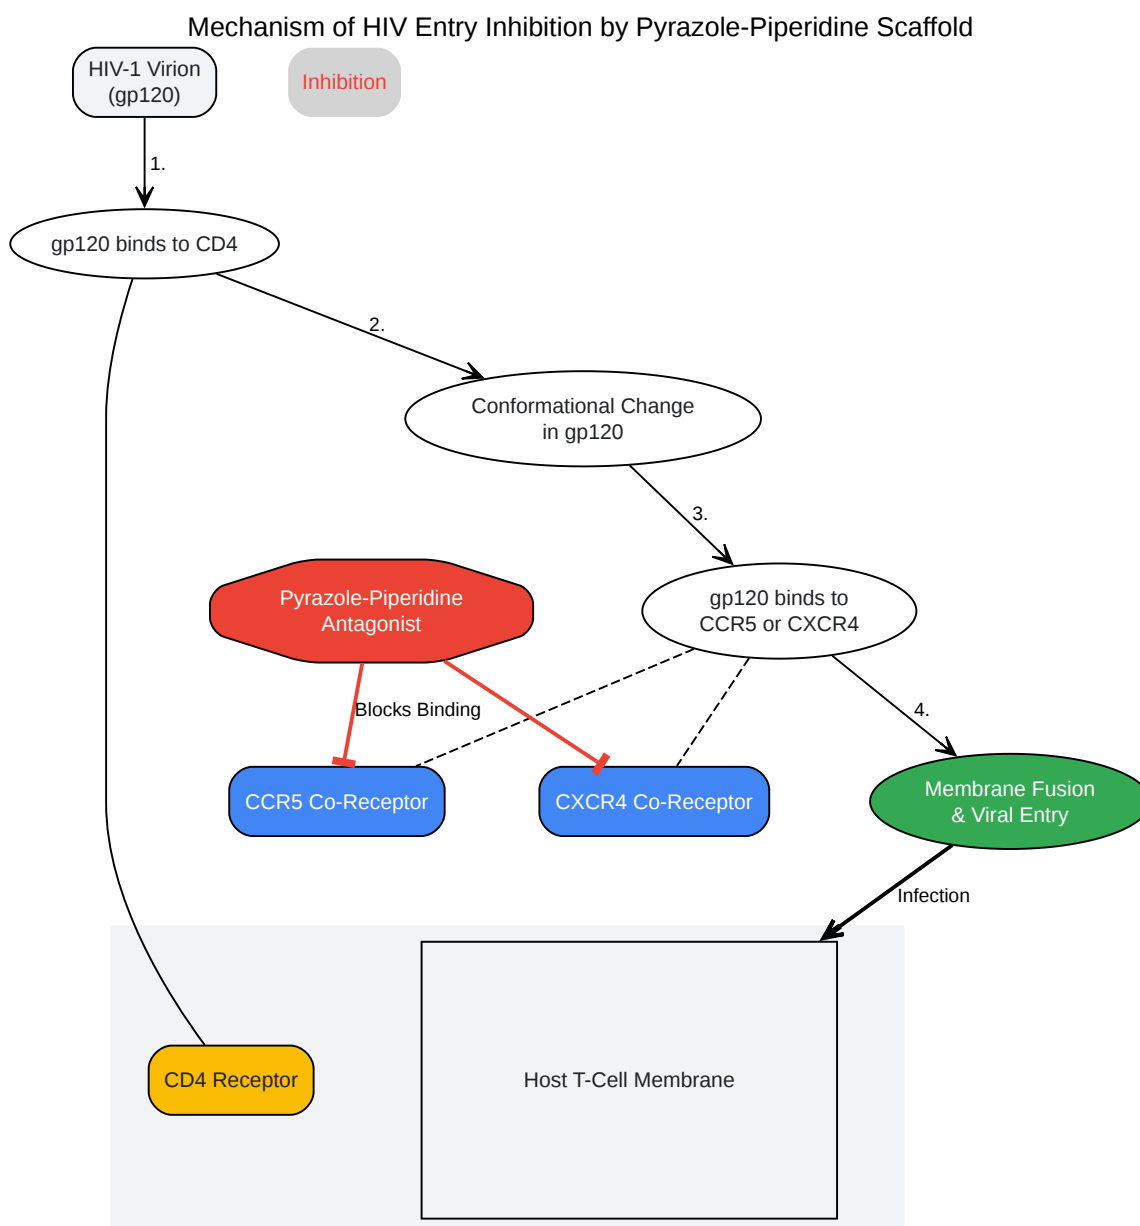 Mechanism of HIV Entry Inhibition by Pyrazole-Piperidine Scaffold
HIV-1 Virion
(gp120)
Inhibition
1.
gp120 binds to CD4
2.
Conformational Change
in gp120
3.
Pyrazole-Piperidine
Antagonist
gp120 binds to
CCR5 or CXCR4
Blocks Binding
4.
CCR5 Co-Receptor
CXCR4 Co-Receptor
Membrane Fusion
& Viral Entry
Infection
CD4 Receptor
Host T-Cell Membrane